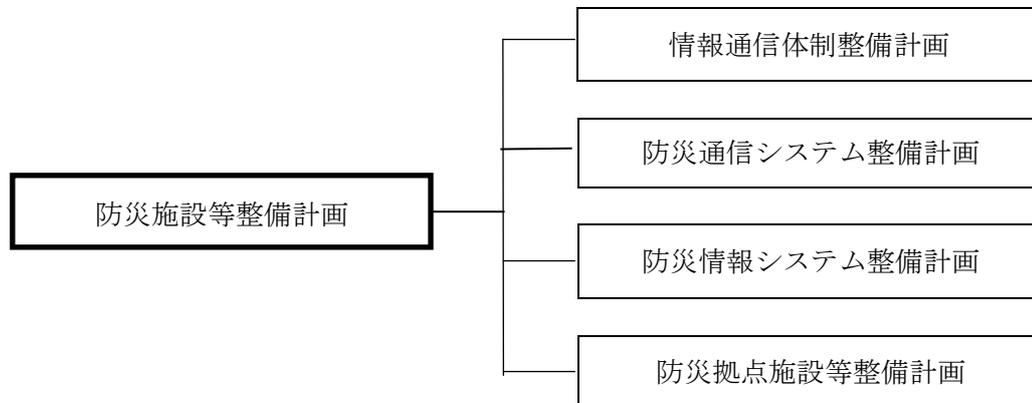 防災施設等整備計画
情報通信体制整備計画
防災通信システム整備計画
防災情報システム整備計画
防災拠点施設等整備計画